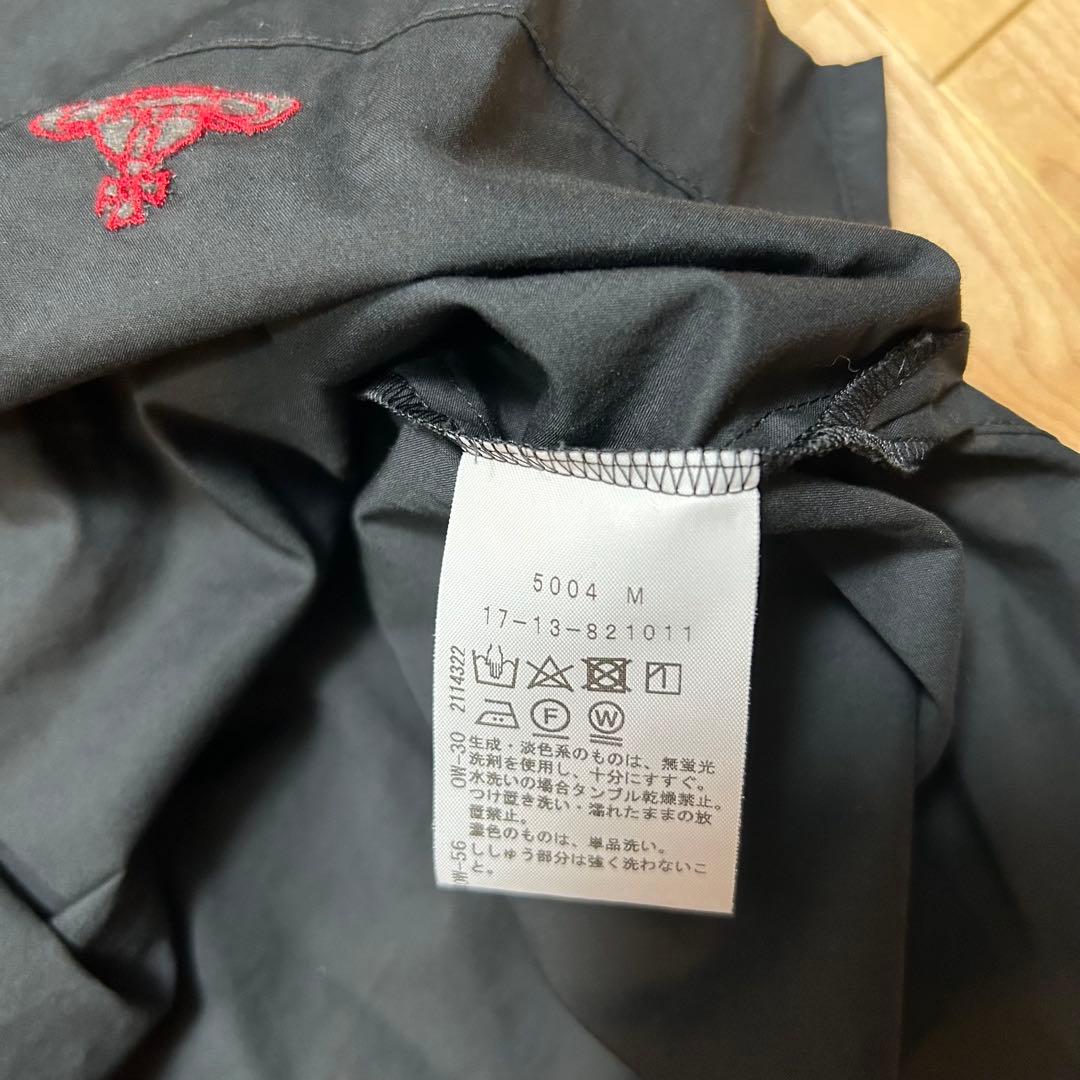 5004 M
17-13-821011
F W
生成・淡色系のものは、無蛍光
洗剤を使用し、十分にすすぐ。
水洗いの場合タンブル乾燥禁止。
つけ置き洗い・濡れたままの放
置禁止。
濃色のものは、単品洗い。
ししゅう部分は強く洗わないこ
と。
OW-56 OW-30 2114322